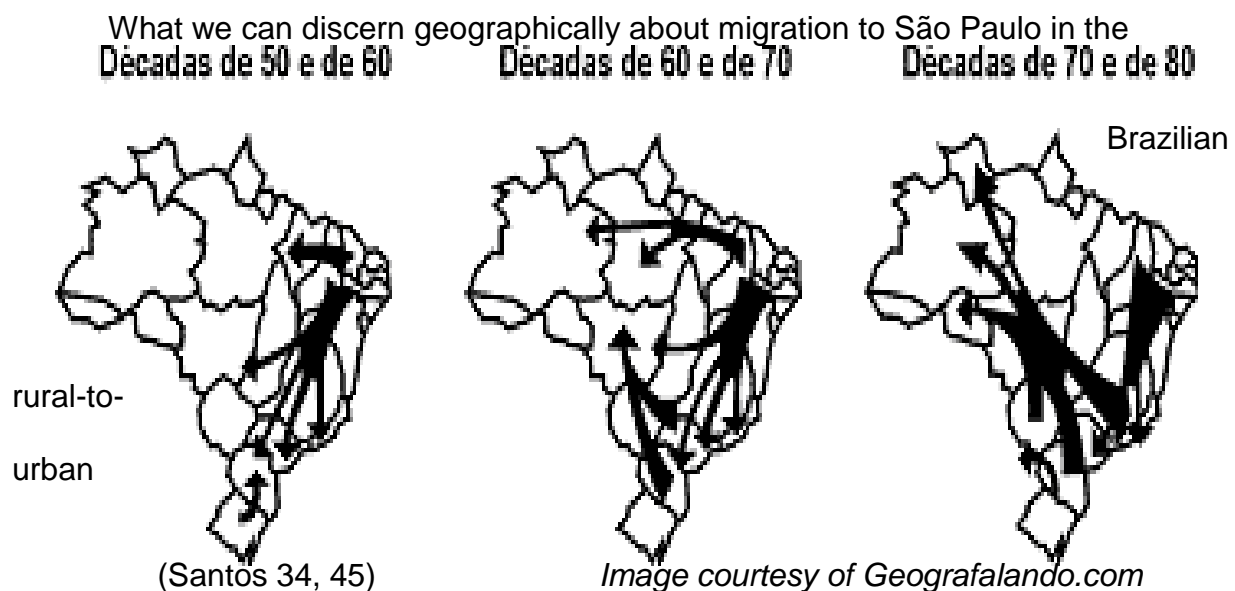 What we can discern geographically about migration to São Paulo in the
Décadas de 50 e de 60
Décadas de 60 e de 70
Décadas de 70 e de 80
Brazilian
rural-to-
urban
(Santos 34, 45)
Image courtesy of Geografalando.com